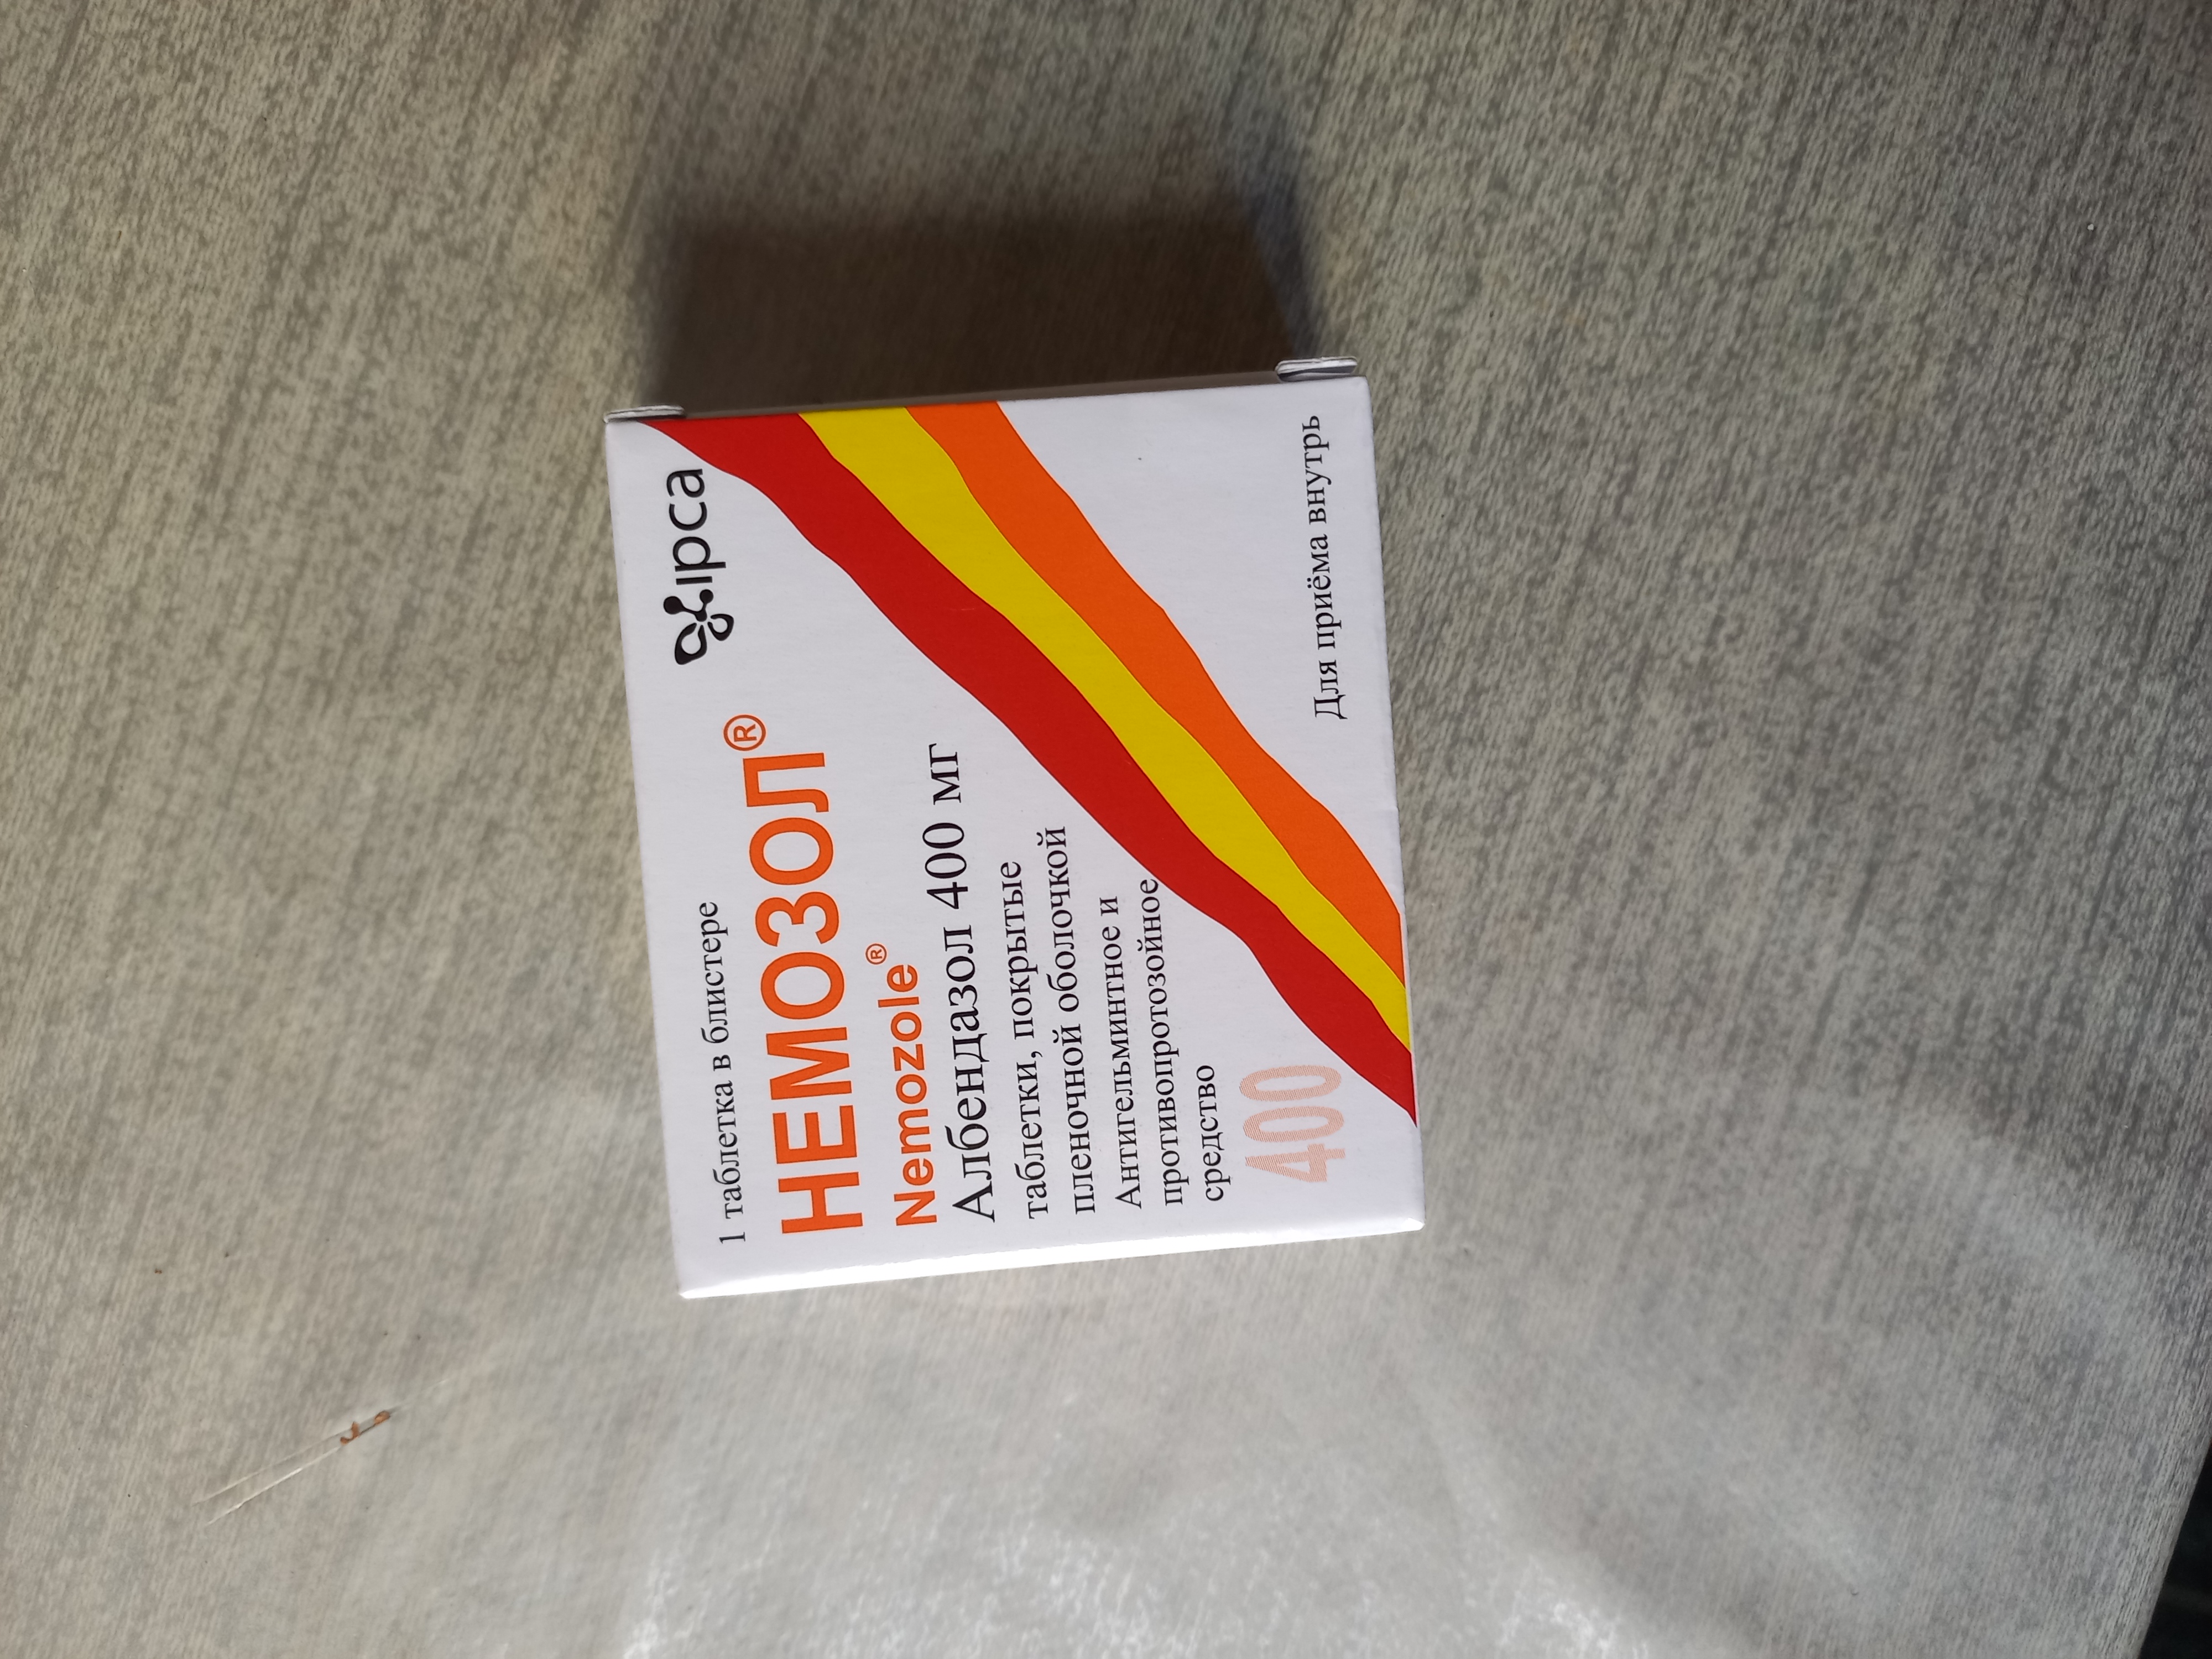 1 таблетка в блистере
ipca
НЕМОЗОЛ®
Nemozole®
Албендазол 400 мг
таблетки, покрытые
пленочной оболочкой
Антигельминтное и
противопротозойное
средство
400
Для приёма внутрь